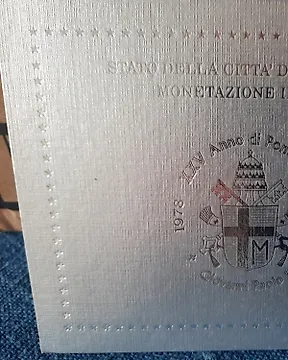 STATO DELLA CITTA' D
MONETAZIONE I
XXV Anno di Pon
1978
M
Giovanni Paolo